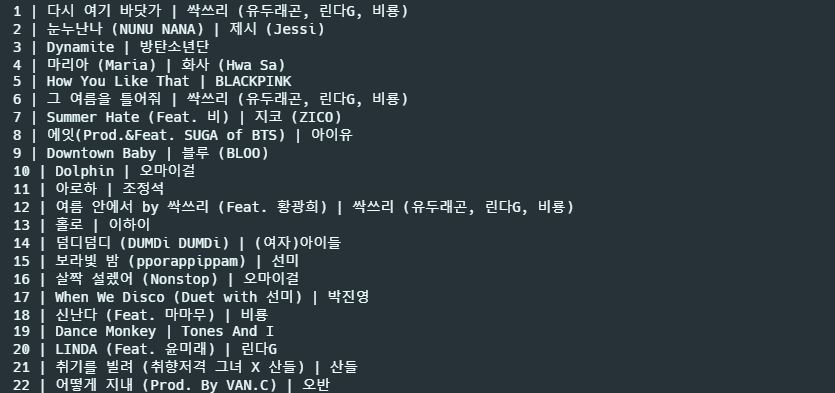 1 | 다시 여기 바닷가 | 싹쓰리 (유두래곤, 린다G, 비룡)
2 | 눈누난나 (NUNU NANA) | 제시 (Jessi)
3 | Dynamite | 방탄소년단
4 | 마리아 (Maria) | 화사 (Hwa Sa)
5 | How You Like That | BLACKPINK
6 | 그 여름을 틀어줘 | 싹쓰리 (유두래곤, 린다G, 비룡)
7 | Summer Hate (Feat. 비) | 지코 (ZICO)
8 | 에잇(Prod.&Feat. SUGA of BTS) | 아이유
9 | Downtown Baby | 블루 (BLOO)
10 | Dolphin | 오마이걸
11 | 아로하 | 조정석
12 | 여름 안에서 by 싹쓰리 (Feat. 황광희) | 싹쓰리 (유두래곤, 린다G, 비룡)
13 | 홀로 | 이하이
14 | 덤디덤디 (DUMDi DUMDi) | (여자)아이들
15 | 보라빛 밤 (pporappippam) | 선미
16 | 살짝 설렜어 (Nonstop) | 오마이걸
17 | When We Disco (Duet with 선미) | 박진영
18 | 신난다 (Feat. 마마무) | 비룡
19 | Dance Monkey | Tones And I
20 | LINDA (Feat. 윤미래) | 린다G
21 | 취기를 빌려 (취향저격 그녀 X 산들) | 산들
22 | 어떻게 지내 (Prod. By VAN.C) | 오반